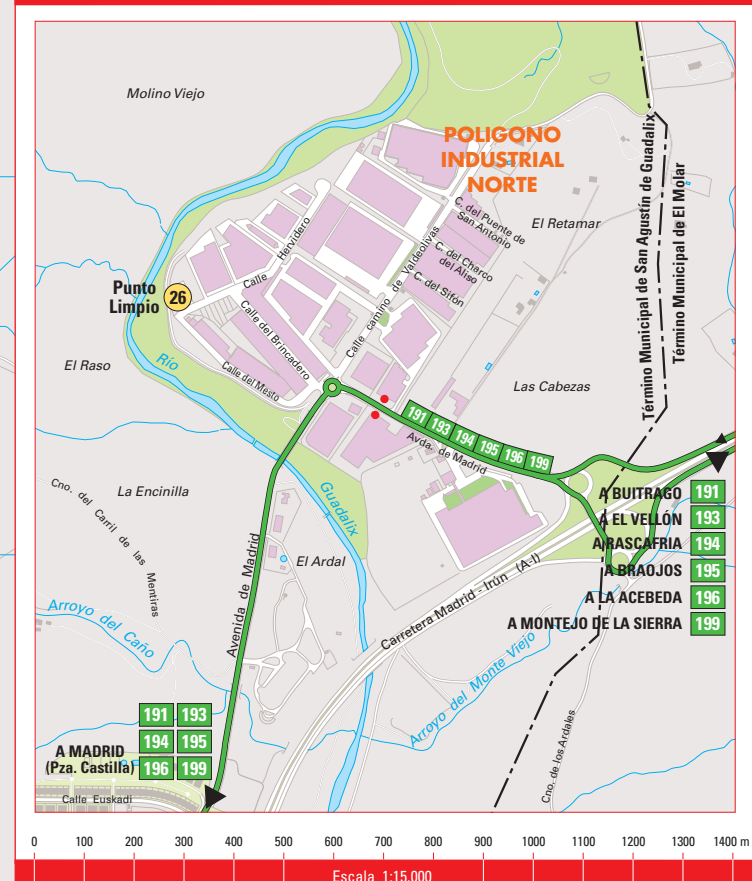 Molino Viejo
POLIGONO
INDUSTRIAL
NORTE
Término Municipal de San Agustín de Guadalix
Término Municipal de El Molar
C. del Puente de
San Antonio
El Retamar
Calle Hervidero
C. del Charco
del Aliso
C. del Sifón
Calle camino de Valdeolivas
Punto
Limpio
26
Calle del Brincadero
Calle del Mesto
El Raso
Río Guadalix
Las Cabezas
191 193 194 195 196 199
Avda. de Madrid
La Encinilla
Cno. del Carril de las Mentiras
A BUITRAGO 191
A EL VELLÓN 193
A RASCAFRIA 194
A BRAOJOS 195
A LA ACEBEDA 196
A MONTEJO DE LA SIERRA 199
El Ardal
Avenida de Madrid
Carretera Madrid - Irún (A-I)
Arroyo del Caño
Arroyo del Monte Viejo
Cno. de los Ardales
191 193
194 195
196 199
A MADRID
(Pza. Castilla)
Calle Euskadi
0 100 200 300 400 500 600 700 800 900 1000 1100 1200 1300 1400 m
Escala 1:15.000